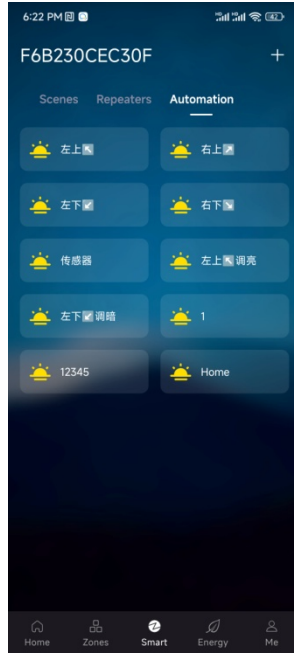 6:22 PM
42
F6B230CEC30F
Scenes Repeaters Automation
左上↖ 右上↗
左下↙ 右下↘
传感器 左上↖调亮
左下↙调暗 1
12345 Home
Home Zones Smart Energy Me